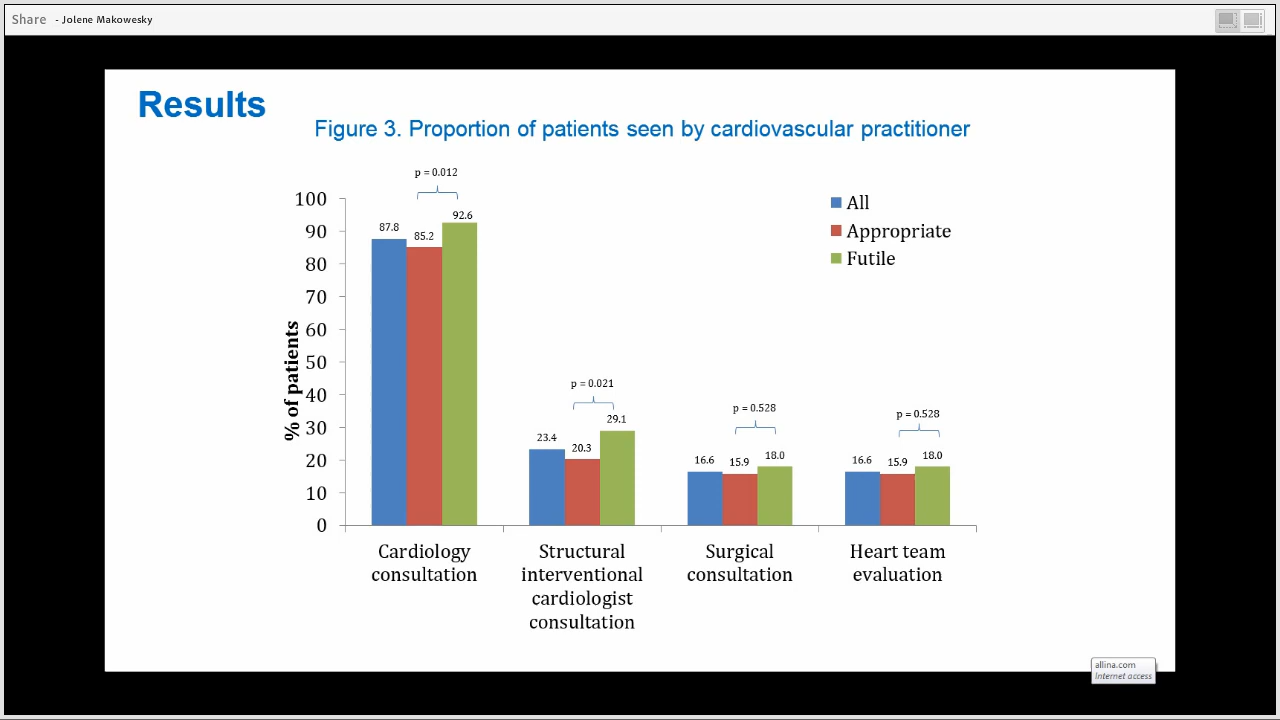 Share - Jolene Makowesky
Results
Figure 3. Proportion of patients seen by cardiovascular practitioner
p = 0.012
100
90
80
70
60
50
40
30
20
10
0
% of patients
87.8
85.2
92.6
p = 0.021
23.4
20.3
29.1
p = 0.528
16.6
15.9
18.0
p = 0.528
16.6
15.9
18.0
All
Appropriate
Futile
Cardiology
consultation
Structural
interventional
cardiologist
consultation
Surgical
consultation
Heart team
evaluation
allina.com
Internet access